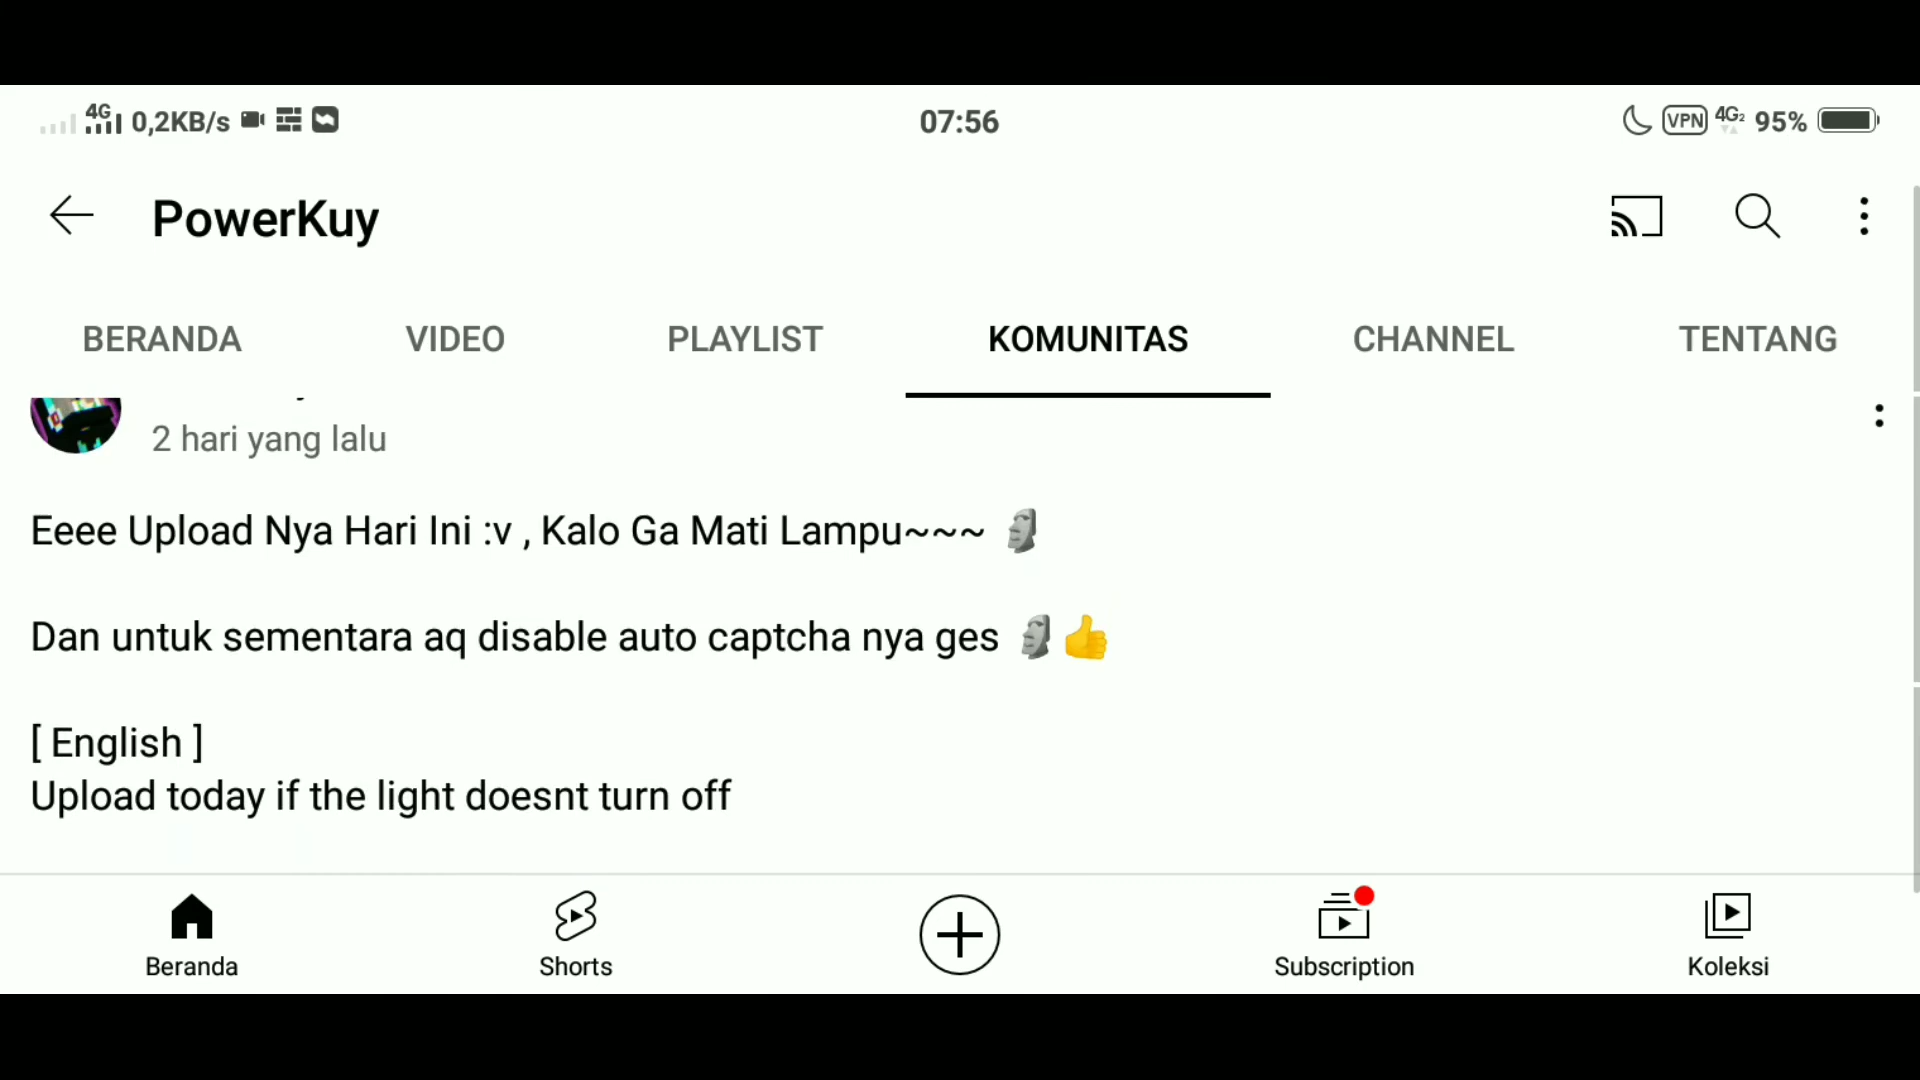 4G 0,2KB/s 07:56 VPN 4G2 95%
PowerKuy
BERANDA VIDEO PLAYLIST KOMUNITAS CHANNEL TENTANG
2 hari yang lalu
Eeee Upload Nya Hari Ini :v , Kalo Ga Mati Lampu~~~ 🗿
Dan untuk sementara aq disable auto captcha nya ges 🗿👍
[ English ]
Upload today if the light doesnt turn off
Beranda Shorts Subscription Koleksi